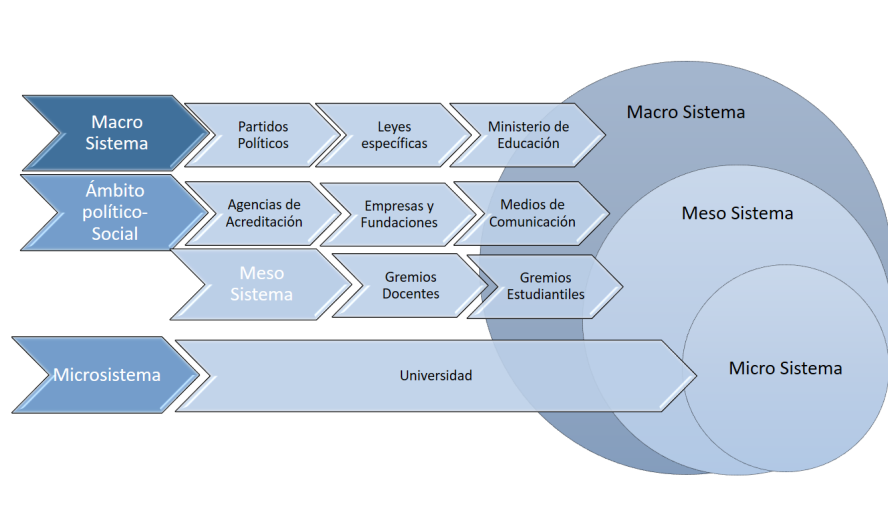 Macro
Sistema
Partidos
Políticos
Leyes
específicas
Ministerio de
Educación
Macro Sistema
Ámbito
político-
Social
Agencias de
Acreditación
Empresas y
Fundaciones
Medios de
Comunicación
Meso Sistema
Meso
Sistema
Gremios
Docentes
Gremios
Estudiantiles
Microsistema
Universidad
Micro Sistema